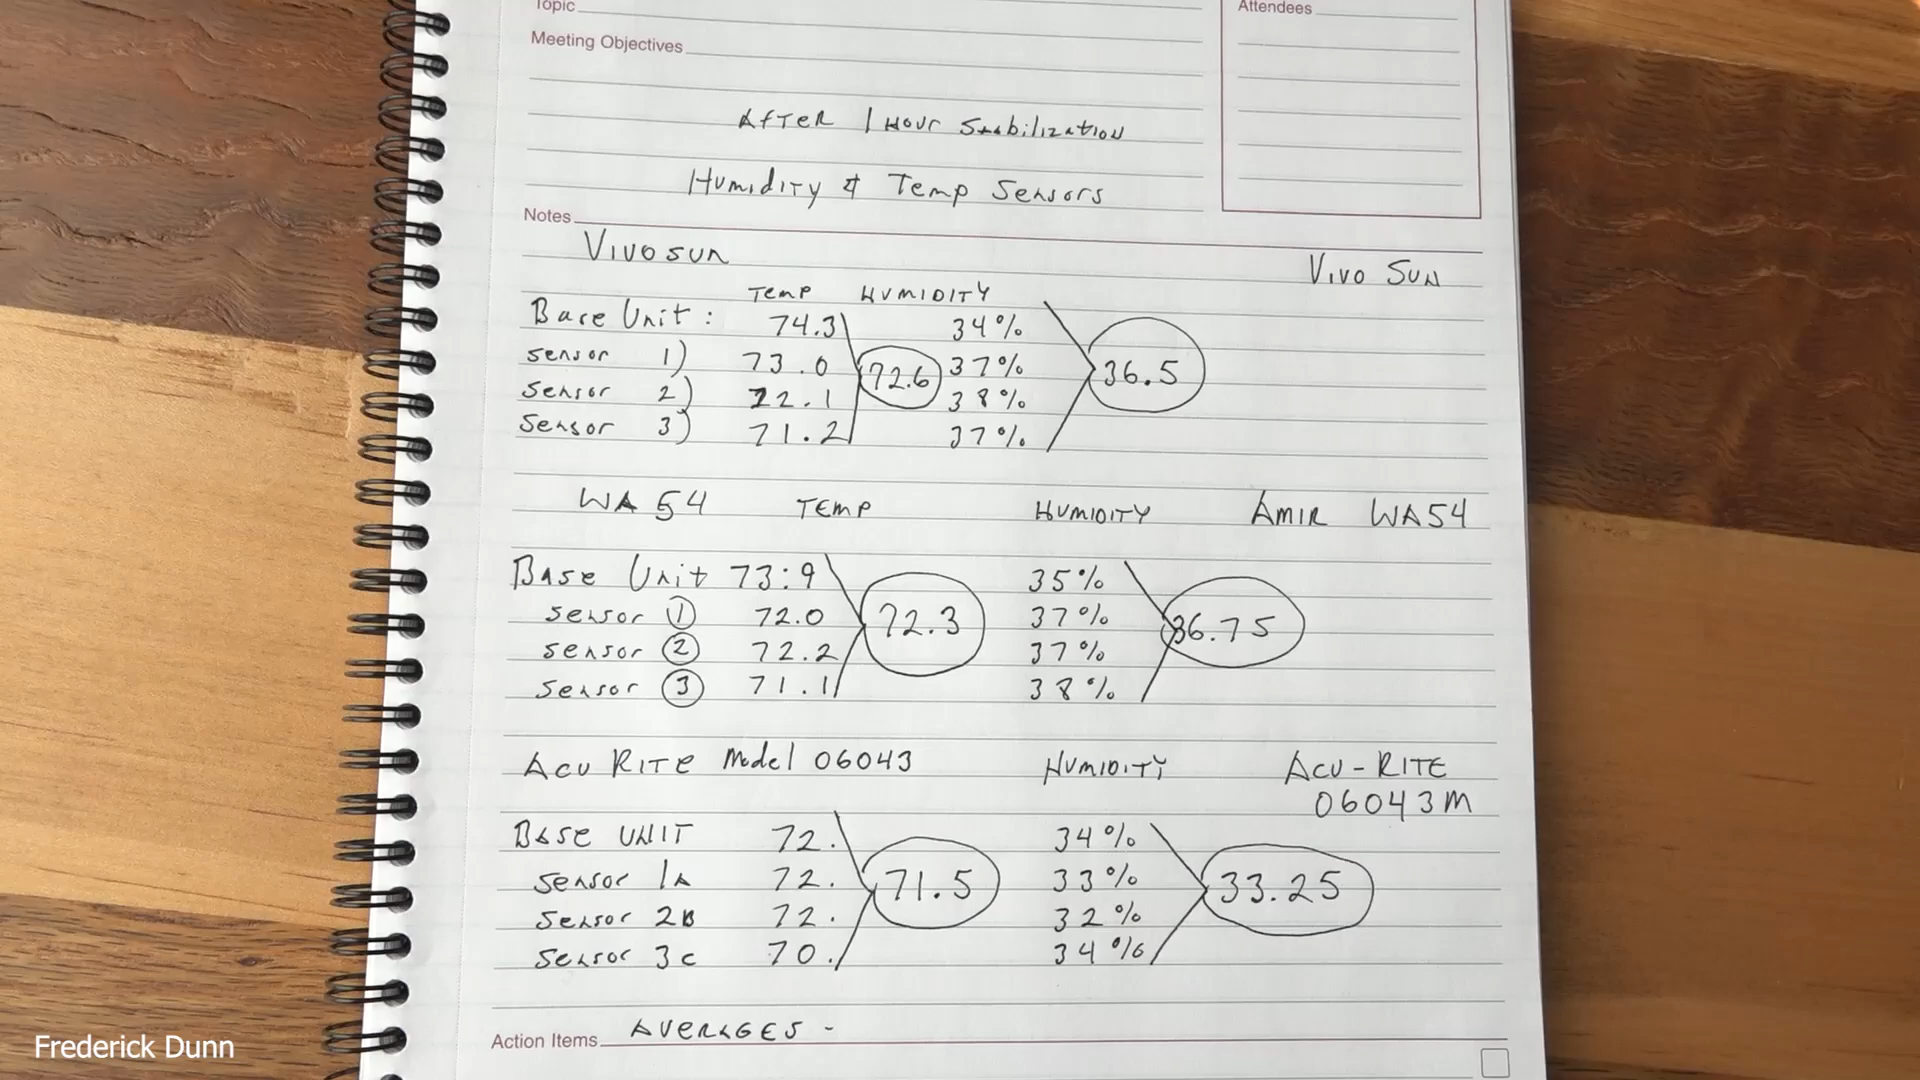 Topic
Attendees
Meeting Objectives
AFTER 1 HOUR Stabilization
HUMIDITY & TEMP SENSORS
Notes
VIVOSUN
VIVO SUN
TEMP HUMIDITY
Base Unit: 74.3 34%
sensor 1) 73.0 72.6 37% 36.5
sensor 2) 72.1 38%
sensor 3) 71.2 37%
WA54 TEMP HUMIDITY AMIR WA54
BASE Unit 73:9 35%
sensor 1 72.0 72.3 37% 36.75
sensor 2 72.2 37%
sensor 3 71.1 38%
ACU RITE Model 06043 HUMIDITY ACU-RITE
06043M
BASE UNIT 72. 34%
sensor 1A 72. 71.5 33% 33.25
sensor 2B 72. 32%
sensor 3C 70. 34%
Action Items AVERAGES -
Frederick Dunn